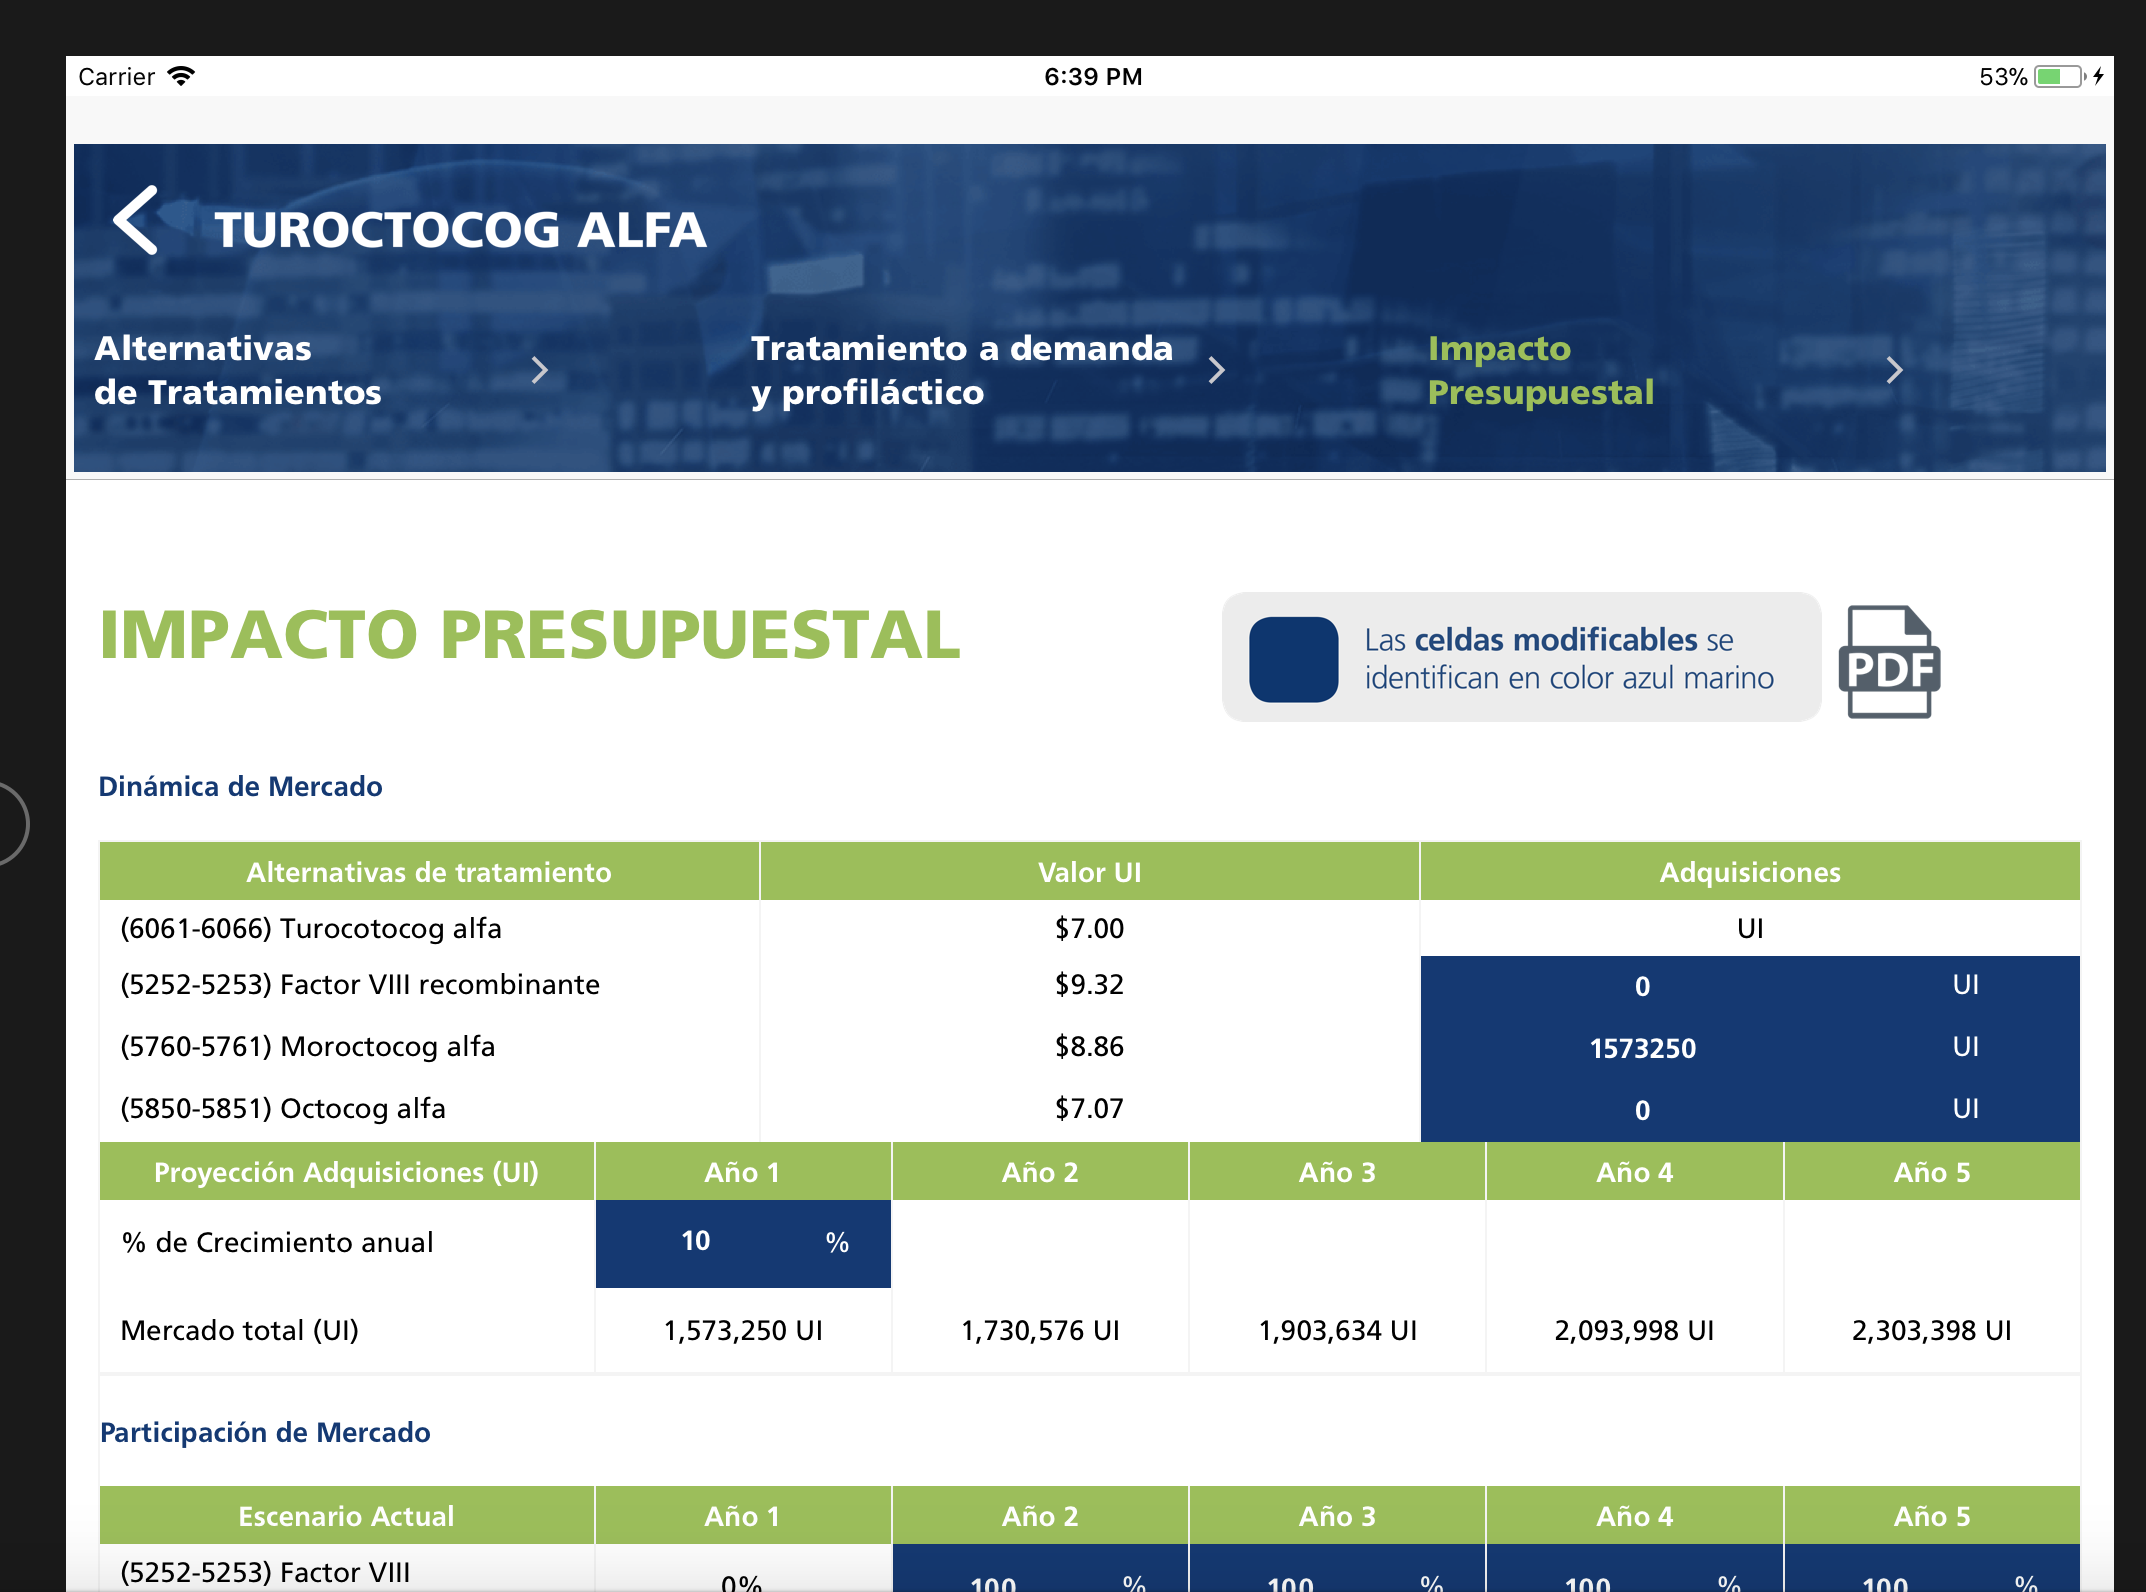 Carrier 6:39 PM 53%
TUROCTOCOG ALFA
Alternativas
de Tratamientos
Tratamiento a demanda
y profiláctico
Impacto
Presupuestal
IMPACTO PRESUPUESTAL
Las celdas modificables se
identifican en color azul marino
PDF
Dinámica de Mercado
Alternativas de tratamiento Valor UI Adquisiciones
(6061-6066) Turocotocog alfa $7.00 UI
(5252-5253) Factor VIII recombinante $9.32 0 UI
(5760-5761) Moroctocog alfa $8.86 1573250 UI
(5850-5851) Octocog alfa $7.07 0 UI
Proyección Adquisiciones (UI) Año 1 Año 2 Año 3 Año 4 Año 5
% de Crecimiento anual 10 %
Mercado total (UI) 1,573,250 UI 1,730,576 UI 1,903,634 UI 2,093,998 UI 2,303,398 UI
Participación de Mercado
Escenario Actual Año 1 Año 2 Año 3 Año 4 Año 5
(5252-5253) Factor VIII 0% 100 % 100 % 100 % 100 %